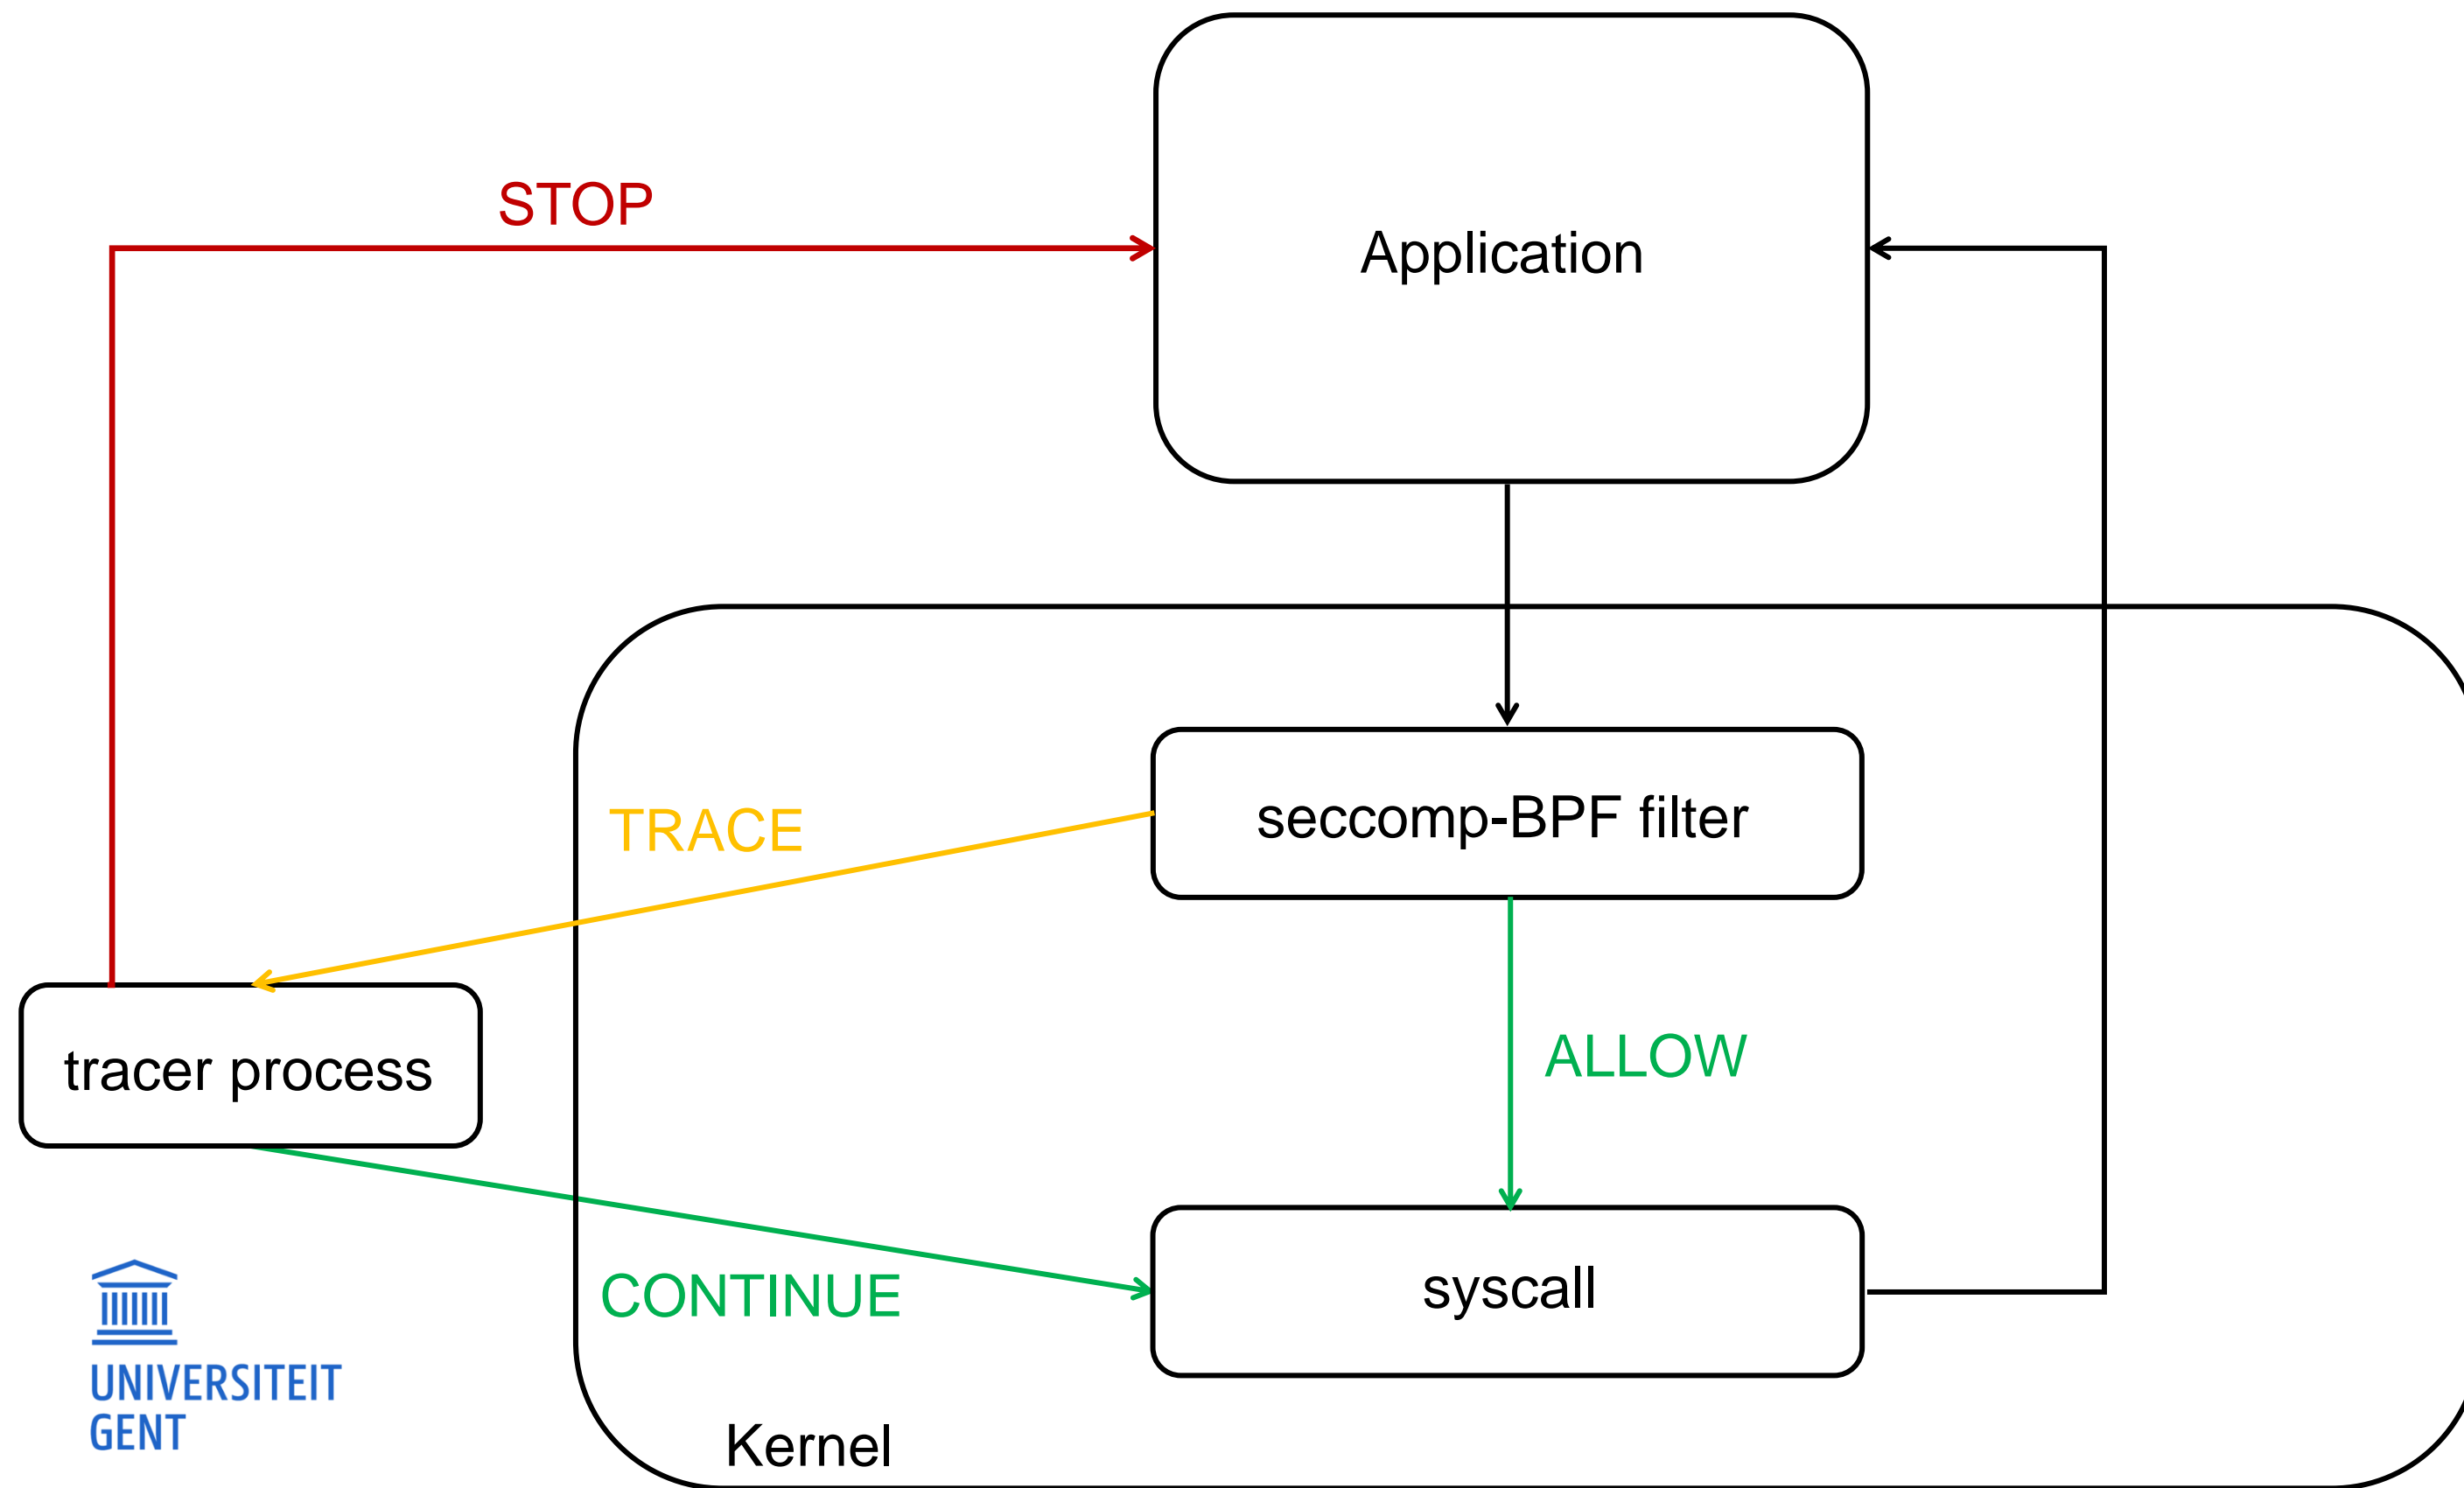 STOP
Application
TRACE
seccomp-BPF filter
tracer process
ALLOW
CONTINUE
syscall
UNIVERSITEIT
GENT
Kernel